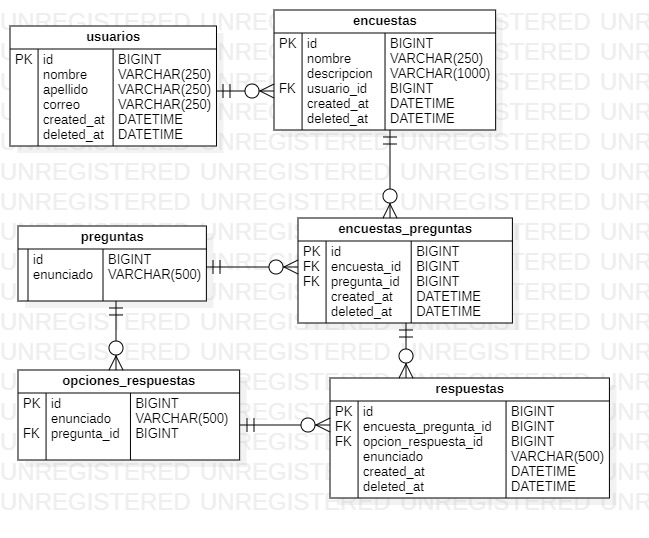 usuarios
PK id BIGINT
nombre VARCHAR(250)
apellido VARCHAR(250)
correo VARCHAR(250)
created_at DATETIME
deleted_at DATETIME
encuestas
PK id BIGINT
nombre VARCHAR(250)
descripcion VARCHAR(1000)
FK usuario_id BIGINT
created_at DATETIME
deleted_at DATETIME
preguntas
id BIGINT
enunciado VARCHAR(500)
encuestas_preguntas
PK id BIGINT
FK encuesta_id BIGINT
FK pregunta_id BIGINT
created_at DATETIME
deleted_at DATETIME
opciones_respuestas
PK id BIGINT
enunciado VARCHAR(500)
FK pregunta_id BIGINT
respuestas
PK id BIGINT
FK encuesta_pregunta_id BIGINT
FK opcion_respuesta_id BIGINT
enunciado VARCHAR(500)
created_at DATETIME
deleted_at DATETIME
UNREGISTERED